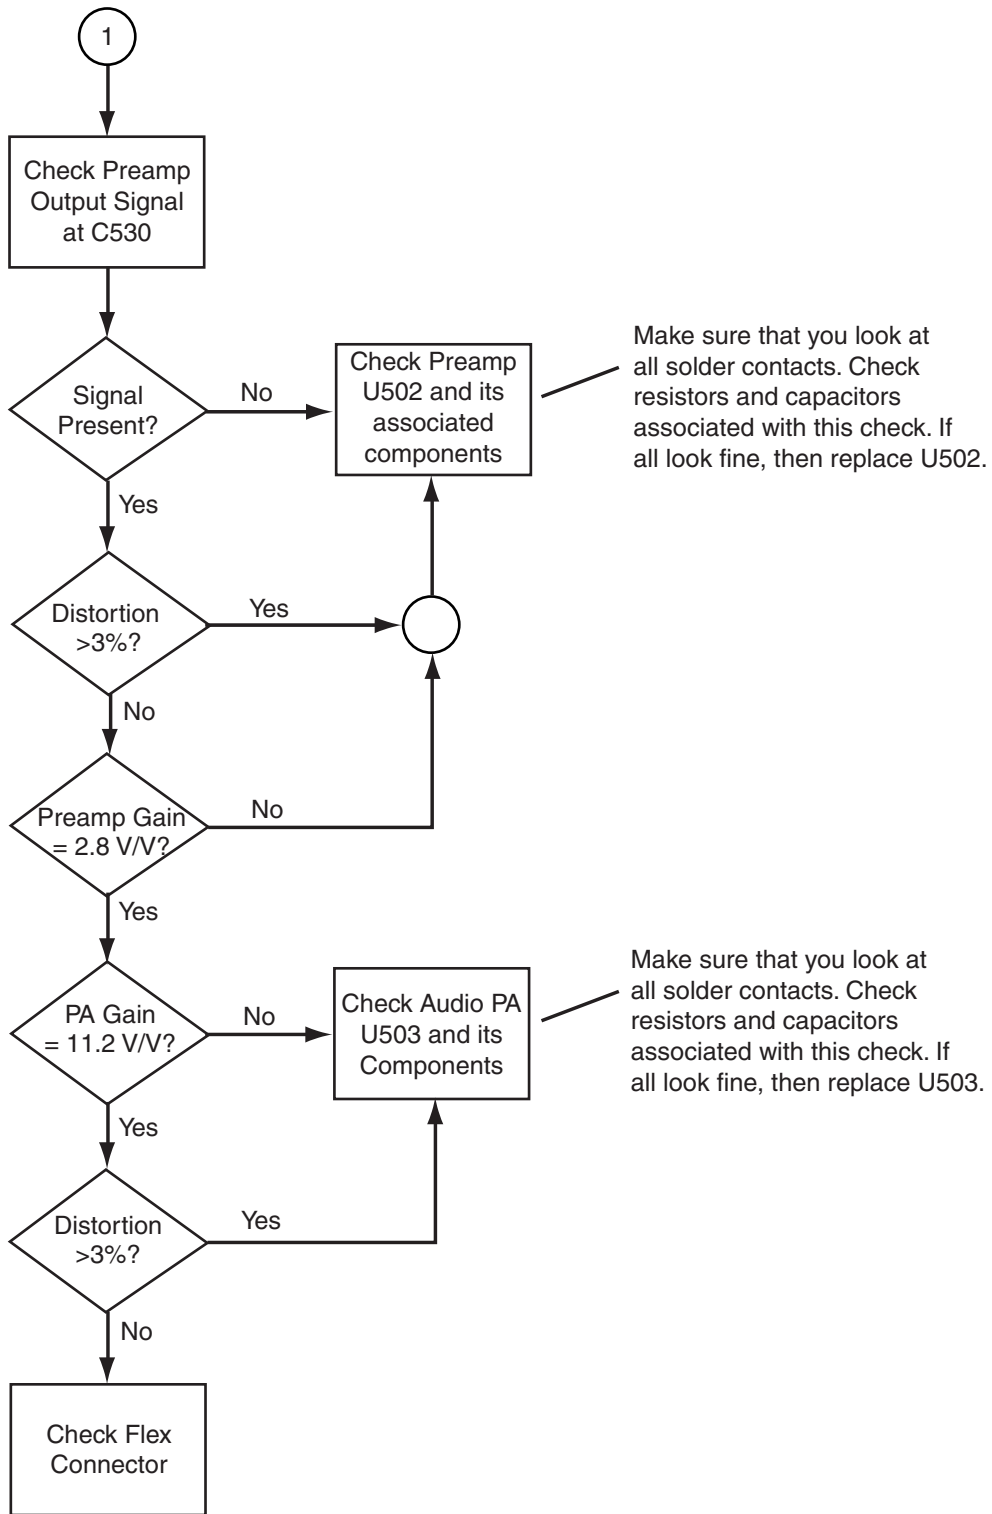 1
Check Preamp
Output Signal
at C530
Signal
Present?
No
Check Preamp
U502 and its
associated
components
Make sure that you look at
all solder contacts. Check
resistors and capacitors
associated with this check. If
all look fine, then replace U502.
Yes
Distortion
>3%?
Yes
No
Preamp Gain
= 2.8 V/V?
No
Yes
PA Gain
= 11.2 V/V?
No
Check Audio PA
U503 and its
Components
Make sure that you look at
all solder contacts. Check
resistors and capacitors
associated with this check. If
all look fine, then replace U503.
Yes
Distortion
>3%?
Yes
No
Check Flex
Connector